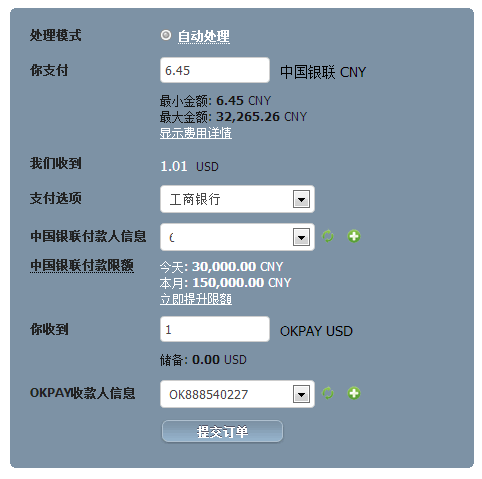 处理模式 自动处理
你支付 6.45 中国银联 CNY
最小金额: 6.45 CNY
最大金额: 32,265.26 CNY
显示费用详情
我们收到 1.01 USD
支付选项 工商银行
中国银联付款人信息 6
中国银联付款限额 今天: 30,000.00 CNY
本月: 150,000.00 CNY
立即提升限額
你收到 1 OKPAY USD
储备: 0.00 USD
OKPAY收款人信息 OK888540227
提交订单